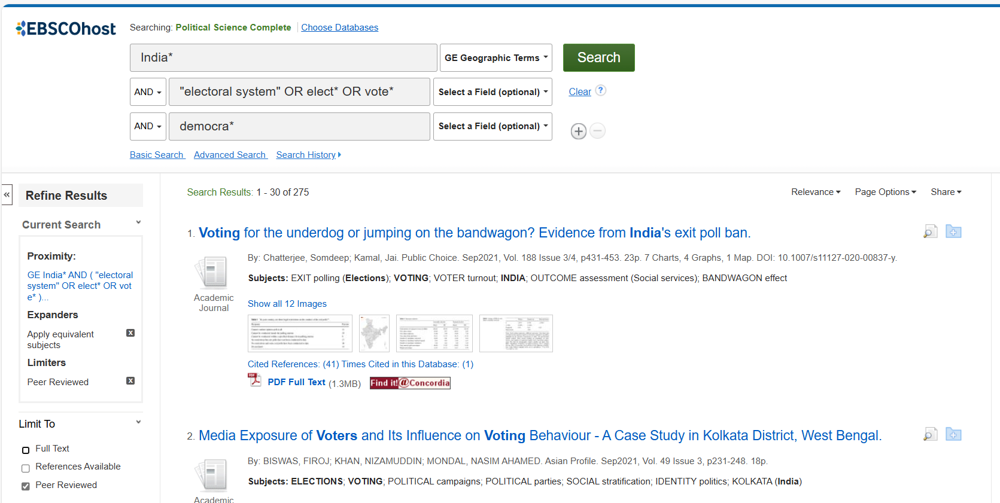 EBSCOhost
Searching: Political Science Complete Choose Databases
India* GE Geographic Terms Search
AND "electoral system" OR elect* OR vote* Select a Field (optional) Clear ?
AND democra* Select a Field (optional)
Basic Search Advanced Search Search History
Refine Results
Current Search
Proximity:
GE India* AND ( "electoral
system" OR elect* OR vot
e* )...
Expanders
Apply equivalent
subjects
Limiters
Peer Reviewed
Limit To
Full Text
References Available
Peer Reviewed
Search Results: 1 - 30 of 275 Relevance Page Options Share
1. Voting for the underdog or jumping on the bandwagon? Evidence from India's exit poll ban.
Academic
Journal
By: Chatterjee, Somdeep; Kamal, Jai. Public Choice. Sep2021, Vol. 188 Issue 3/4, p431-453. 23p. 7 Charts, 4 Graphs, 1 Map. DOI: 10.1007/s11127-020-00837-y.
Subjects: EXIT polling (Elections); VOTING; VOTER turnout; INDIA; OUTCOME assessment (Social services); BANDWAGON effect
Show all 12 Images
Cited References: (41) Times Cited in this Database: (1)
PDF PDF Full Text (1.3MB) Find it!@Concordia
2. Media Exposure of Voters and Its Influence on Voting Behaviour - A Case Study in Kolkata District, West Bengal.
By: BISWAS, FIROJ; KHAN, NIZAMUDDIN; MONDAL, NASIM AHAMED. Asian Profile. Sep2021, Vol. 49 Issue 3, p231-248. 18p.
Subjects: ELECTIONS; VOTING; POLITICAL campaigns; POLITICAL parties; SOCIAL stratification; IDENTITY politics; KOLKATA (India)
Academic